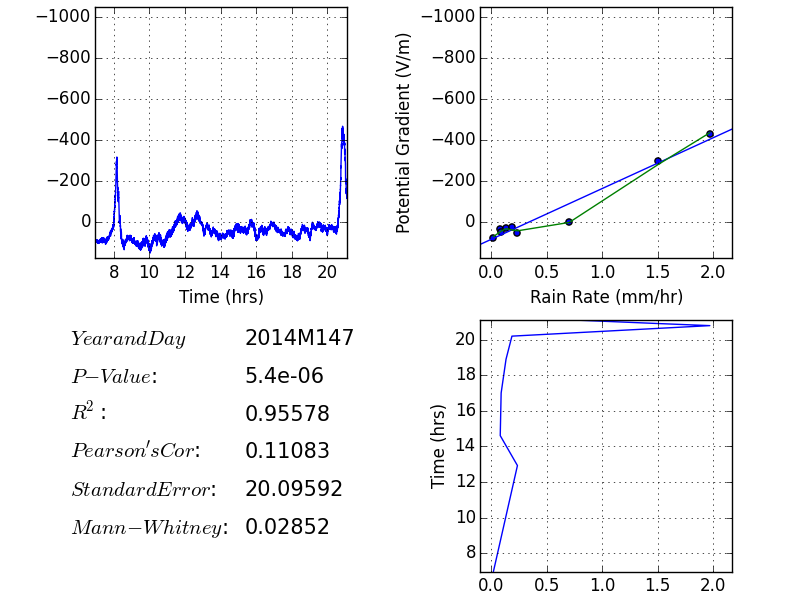 −1000
−800
−600
−400
−200
0
8 10 12 14 16 18 20
Time (hrs)
Potential Gradient (V/m)
−1000
−800
−600
−400
−200
0
0.0 0.5 1.0 1.5 2.0
Rain Rate (mm/hr)
YearandDay 2014M147
P−Value: 5.4e-06
R²: 0.95578
Pearson'sCor: 0.11083
StandardError: 20.09592
Mann−Whitney: 0.02852
Time (hrs)
20
18
16
14
12
10
8
0.0 0.5 1.0 1.5 2.0